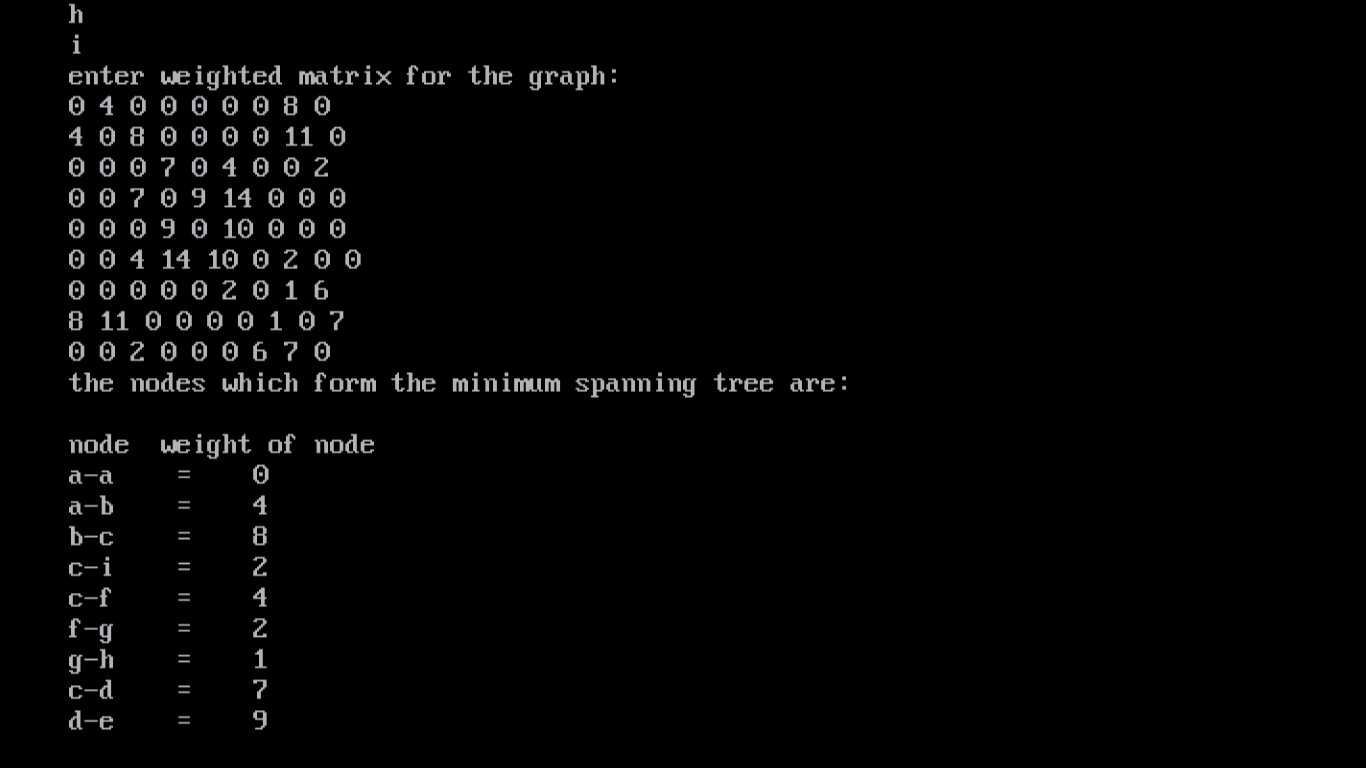 h
i
enter weighted matrix for the graph:
0 4 0 0 0 0 0 8 0
4 0 8 0 0 0 0 11 0
0 0 0 7 0 4 0 0 2
0 0 7 0 9 14 0 0 0
0 0 0 9 0 10 0 0 0
0 0 4 14 10 0 2 0 0
0 0 0 0 0 2 0 1 6
8 11 0 0 0 0 1 0 7
0 0 2 0 0 0 6 7 0
the nodes which form the minimum spanning tree are:
node weight of node
a-a = 0
a-b = 4
b-c = 8
c-i = 2
c-f = 4
f-g = 2
g-h = 1
c-d = 7
d-e = 9